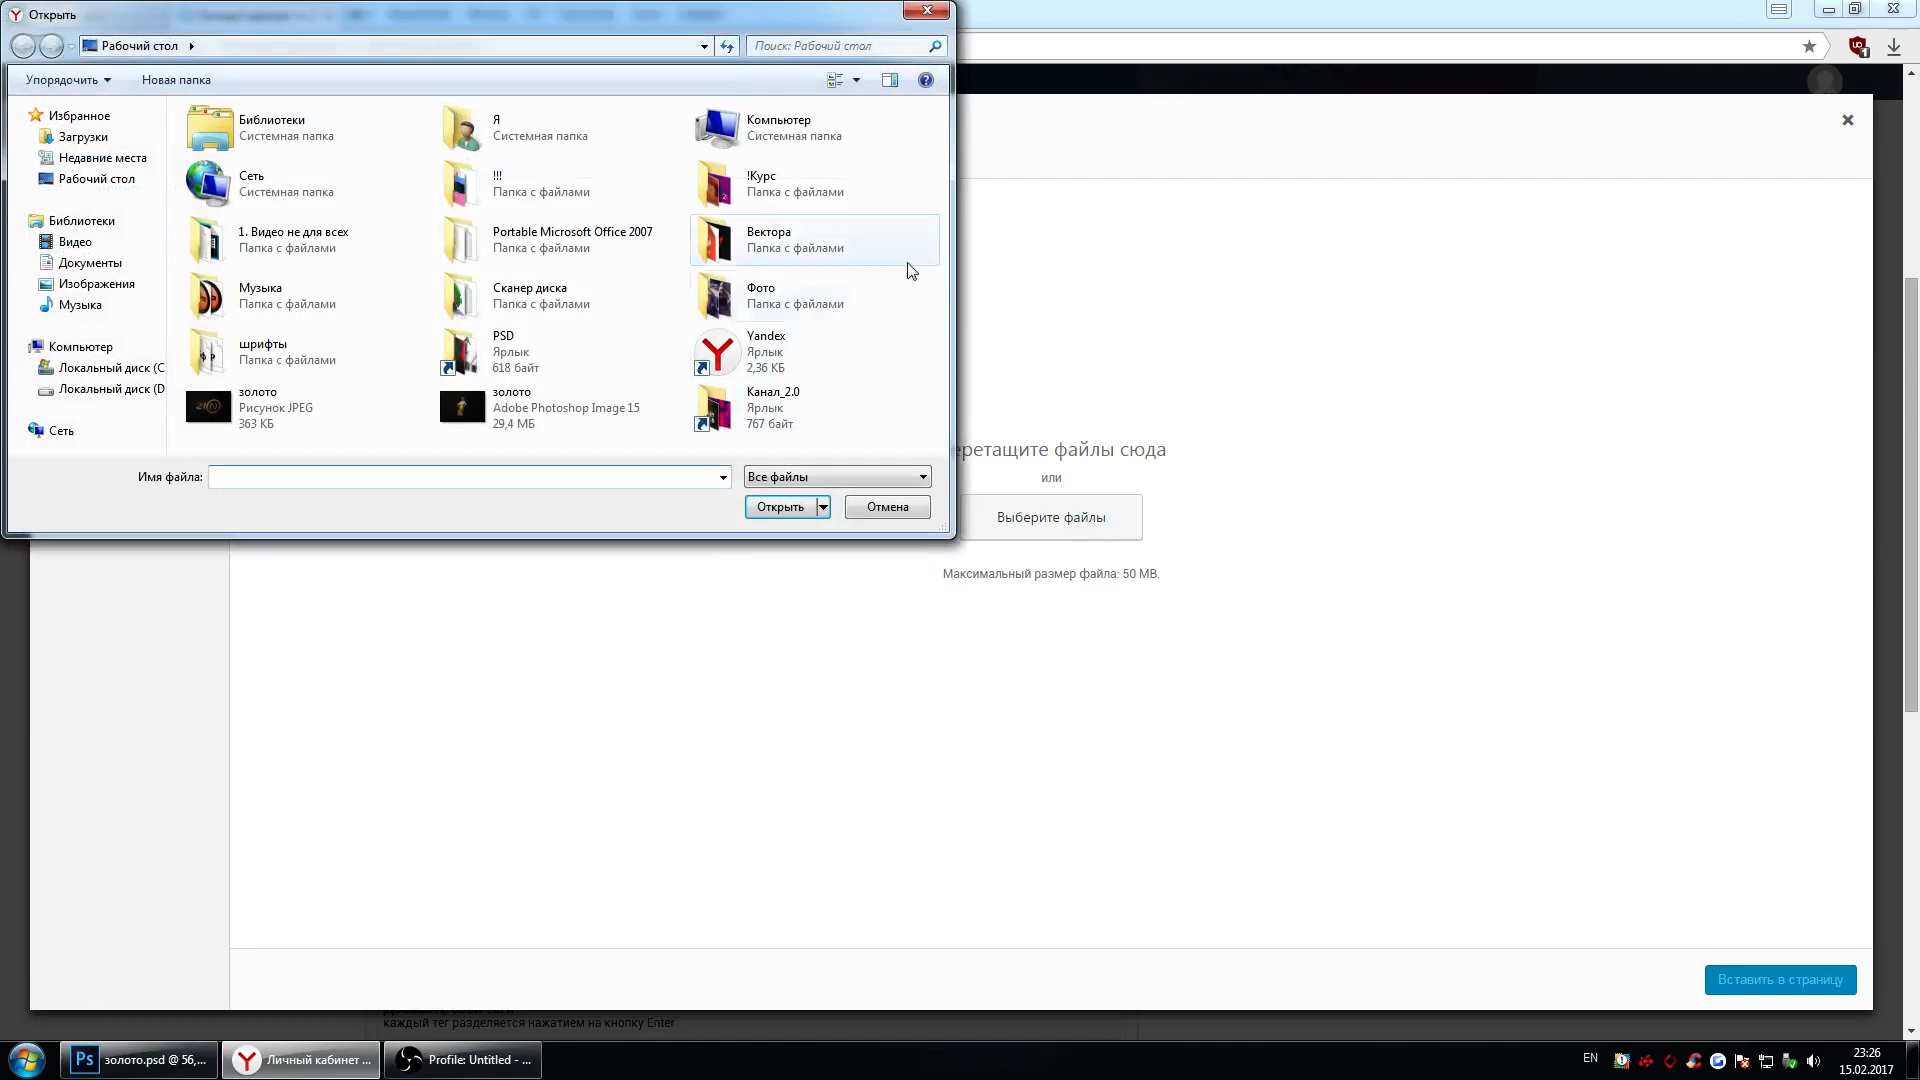 Открыть
Рабочий стол
Поиск: Рабочий стол
Упорядочить
Новая папка
Избранное
Загрузки
Недавние места
Рабочий стол
Библиотеки
Видео
Документы
Изображения
Музыка
Компьютер
Локальный диск (C
Локальный диск (D
Сеть
Библиотеки
Системная папка
Я
Системная папка
Компьютер
Системная папка
Сеть
Системная папка
!!!
Папка с файлами
!Курс
Папка с файлами
1. Видео не для всех
Папка с файлами
Portable Microsoft Office 2007
Папка с файлами
Вектора
Папка с файлами
Музыка
Папка с файлами
Сканер диска
Папка с файлами
Фото
Папка с файлами
шрифты
Папка с файлами
PSD
Ярлык
618 байт
Yandex
Ярлык
2,36 КБ
золото
Рисунок JPEG
363 КБ
золото
Adobe Photoshop Image 15
29,4 МБ
Канал_2.0
Ярлык
767 байт
Имя файла:
Все файлы
Открыть
Отмена
еретащите файлы сюда
или
Выберите файлы
Максимальный размер файла: 50 MB.
Вставить в страницу
каждый тег разделяется нажатием на кнопку Enter
Ps
золото.psd @ 56,...
Личный кабинет ...
Profile: Untitled - ...
EN
23:26
15.02.2017